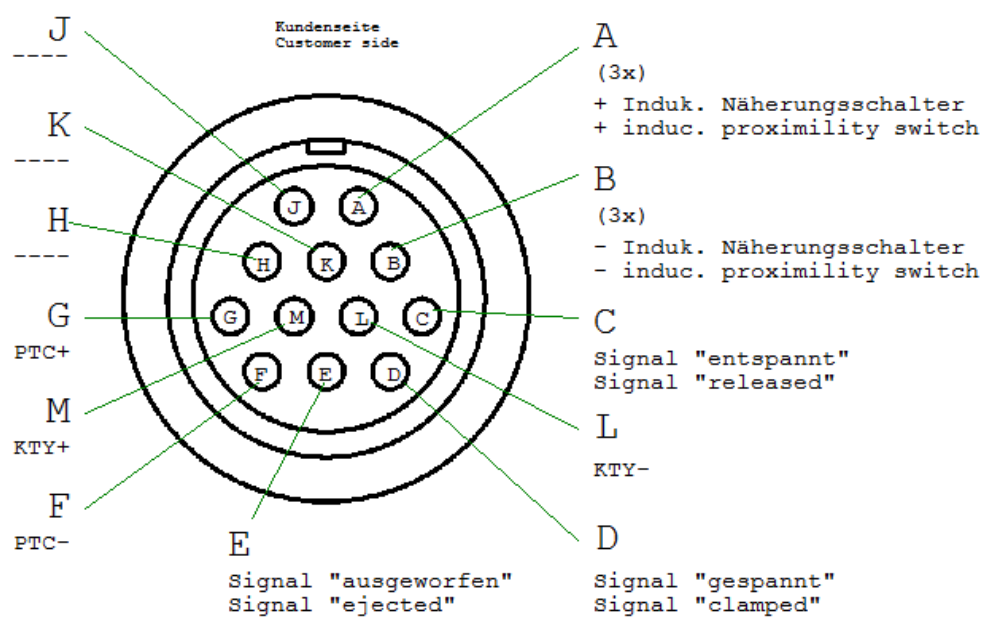 Kundenseite
Customer side
J
----
K
----
H
----
G
PTC+
M
KTY+
F
PTC-
A
(3x)
+ Induk. Näherungsschalter
+ induc. proximility switch
B
(3x)
- Induk. Näherungsschalter
- induc. proximility switch
C
Signal "entspannt"
Signal "released"
L
KTY-
D
Signal "gespannt"
Signal "clamped"
E
Signal "ausgeworfen"
Signal "ejected"
J A
H K B
G M L C
F E D